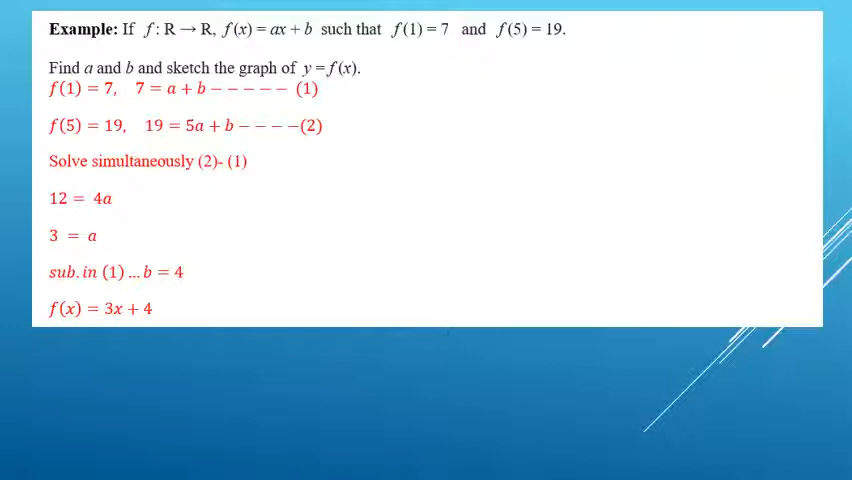 Example: If f : R → R, f(x) = ax + b such that f(1) = 7 and f(5) = 19.
Find a and b and sketch the graph of y = f(x).
f(1) = 7, 7 = a + b − − − − − (1)
f(5) = 19, 19 = 5a + b − − − −(2)
Solve simultaneously (2)- (1)
12 = 4a
3 = a
sub. in (1) ... b = 4
f(x) = 3x + 4